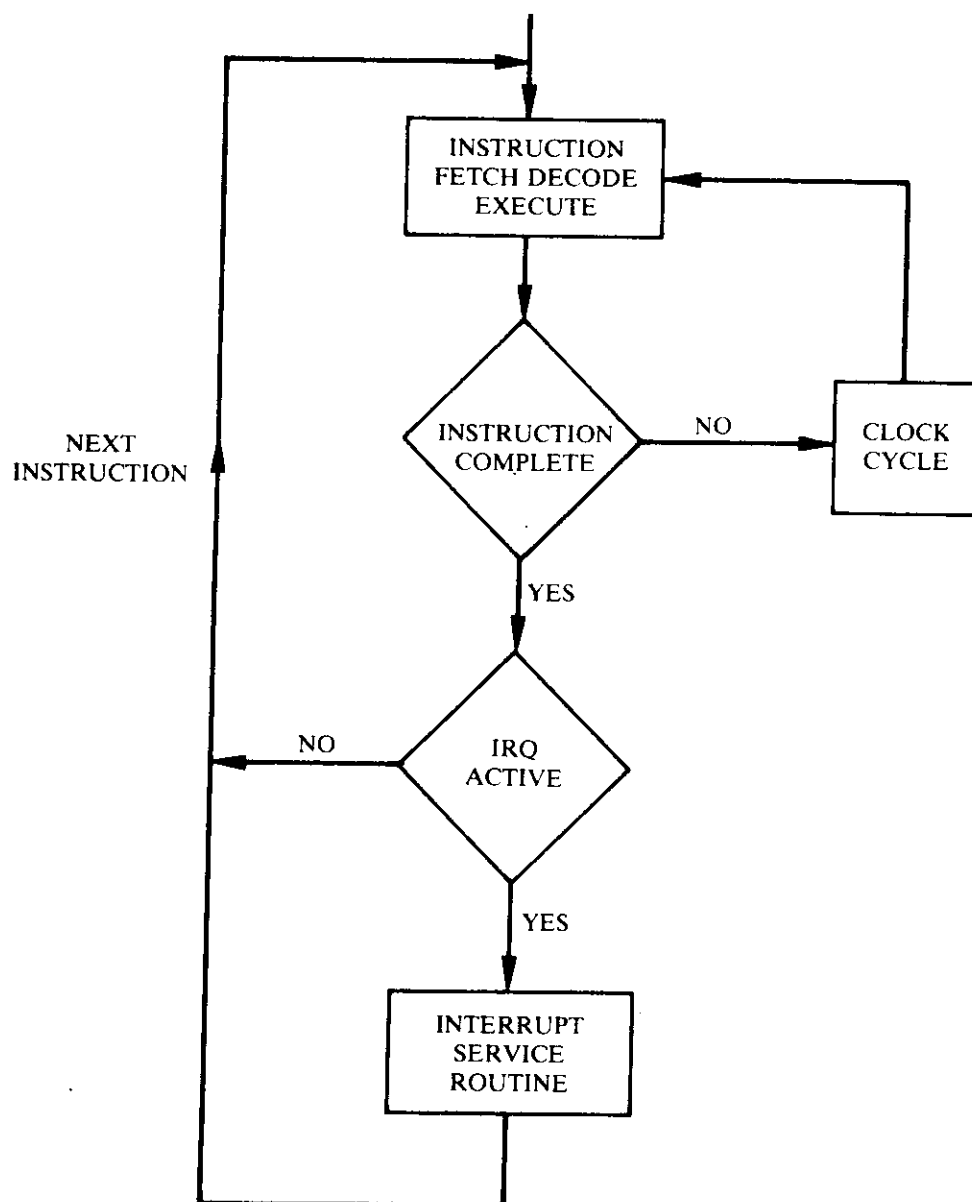 INSTRUCTION
FETCH DECODE
EXECUTE
INSTRUCTION
COMPLETE
NO
CLOCK
CYCLE
NEXT
INSTRUCTION
YES
NO
IRQ
ACTIVE
YES
INTERRUPT
SERVICE
ROUTINE